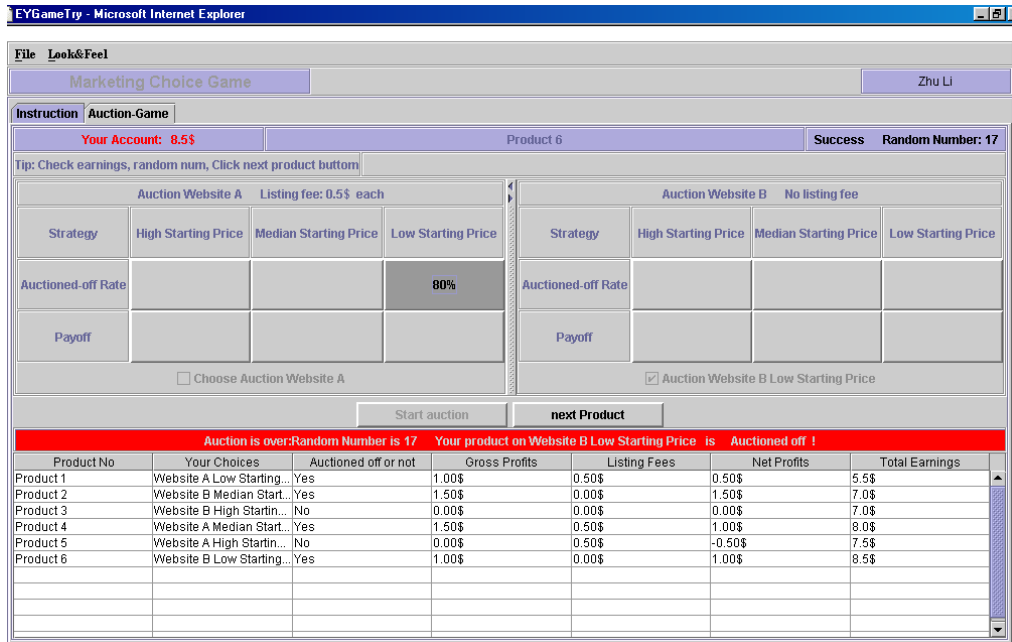 EYGameTry - Microsoft Internet Explorer
File Look&Feel
Marketing Choice Game Zhu Li
Instruction Auction-Game
Your Account: 8.5$ Product 6 Success Random Number: 17
Tip: Check earnings, random num, Click next product buttom
Auction Website A Listing fee: 0.5$ each Auction Website B No listing fee
Strategy High Starting Price Median Starting Price Low Starting Price Strategy High Starting Price Median Starting Price Low Starting Price
Auctioned-off Rate 80% Auctioned-off Rate
Payoff Payoff
Choose Auction Website A Auction Website B Low Starting Price
Start auction next Product
Auction is over:Random Number is 17 Your product on Website B Low Starting Price is Auctioned off !
Product No Your Choices Auctioned off or not Gross Profits Listing Fees Net Profits Total Earnings
Product 1 Website A Low Starting... Yes 1.00$ 0.50$ 0.50$ 5.5$
Product 2 Website B Median Start... Yes 1.50$ 0.00$ 1.50$ 7.0$
Product 3 Website B High Startin... No 0.00$ 0.00$ 0.00$ 7.0$
Product 4 Website A Median Start... Yes 1.50$ 0.50$ 1.00$ 8.0$
Product 5 Website A High Startin... No 0.00$ 0.50$ -0.50$ 7.5$
Product 6 Website B Low Starting... Yes 1.00$ 0.00$ 1.00$ 8.5$